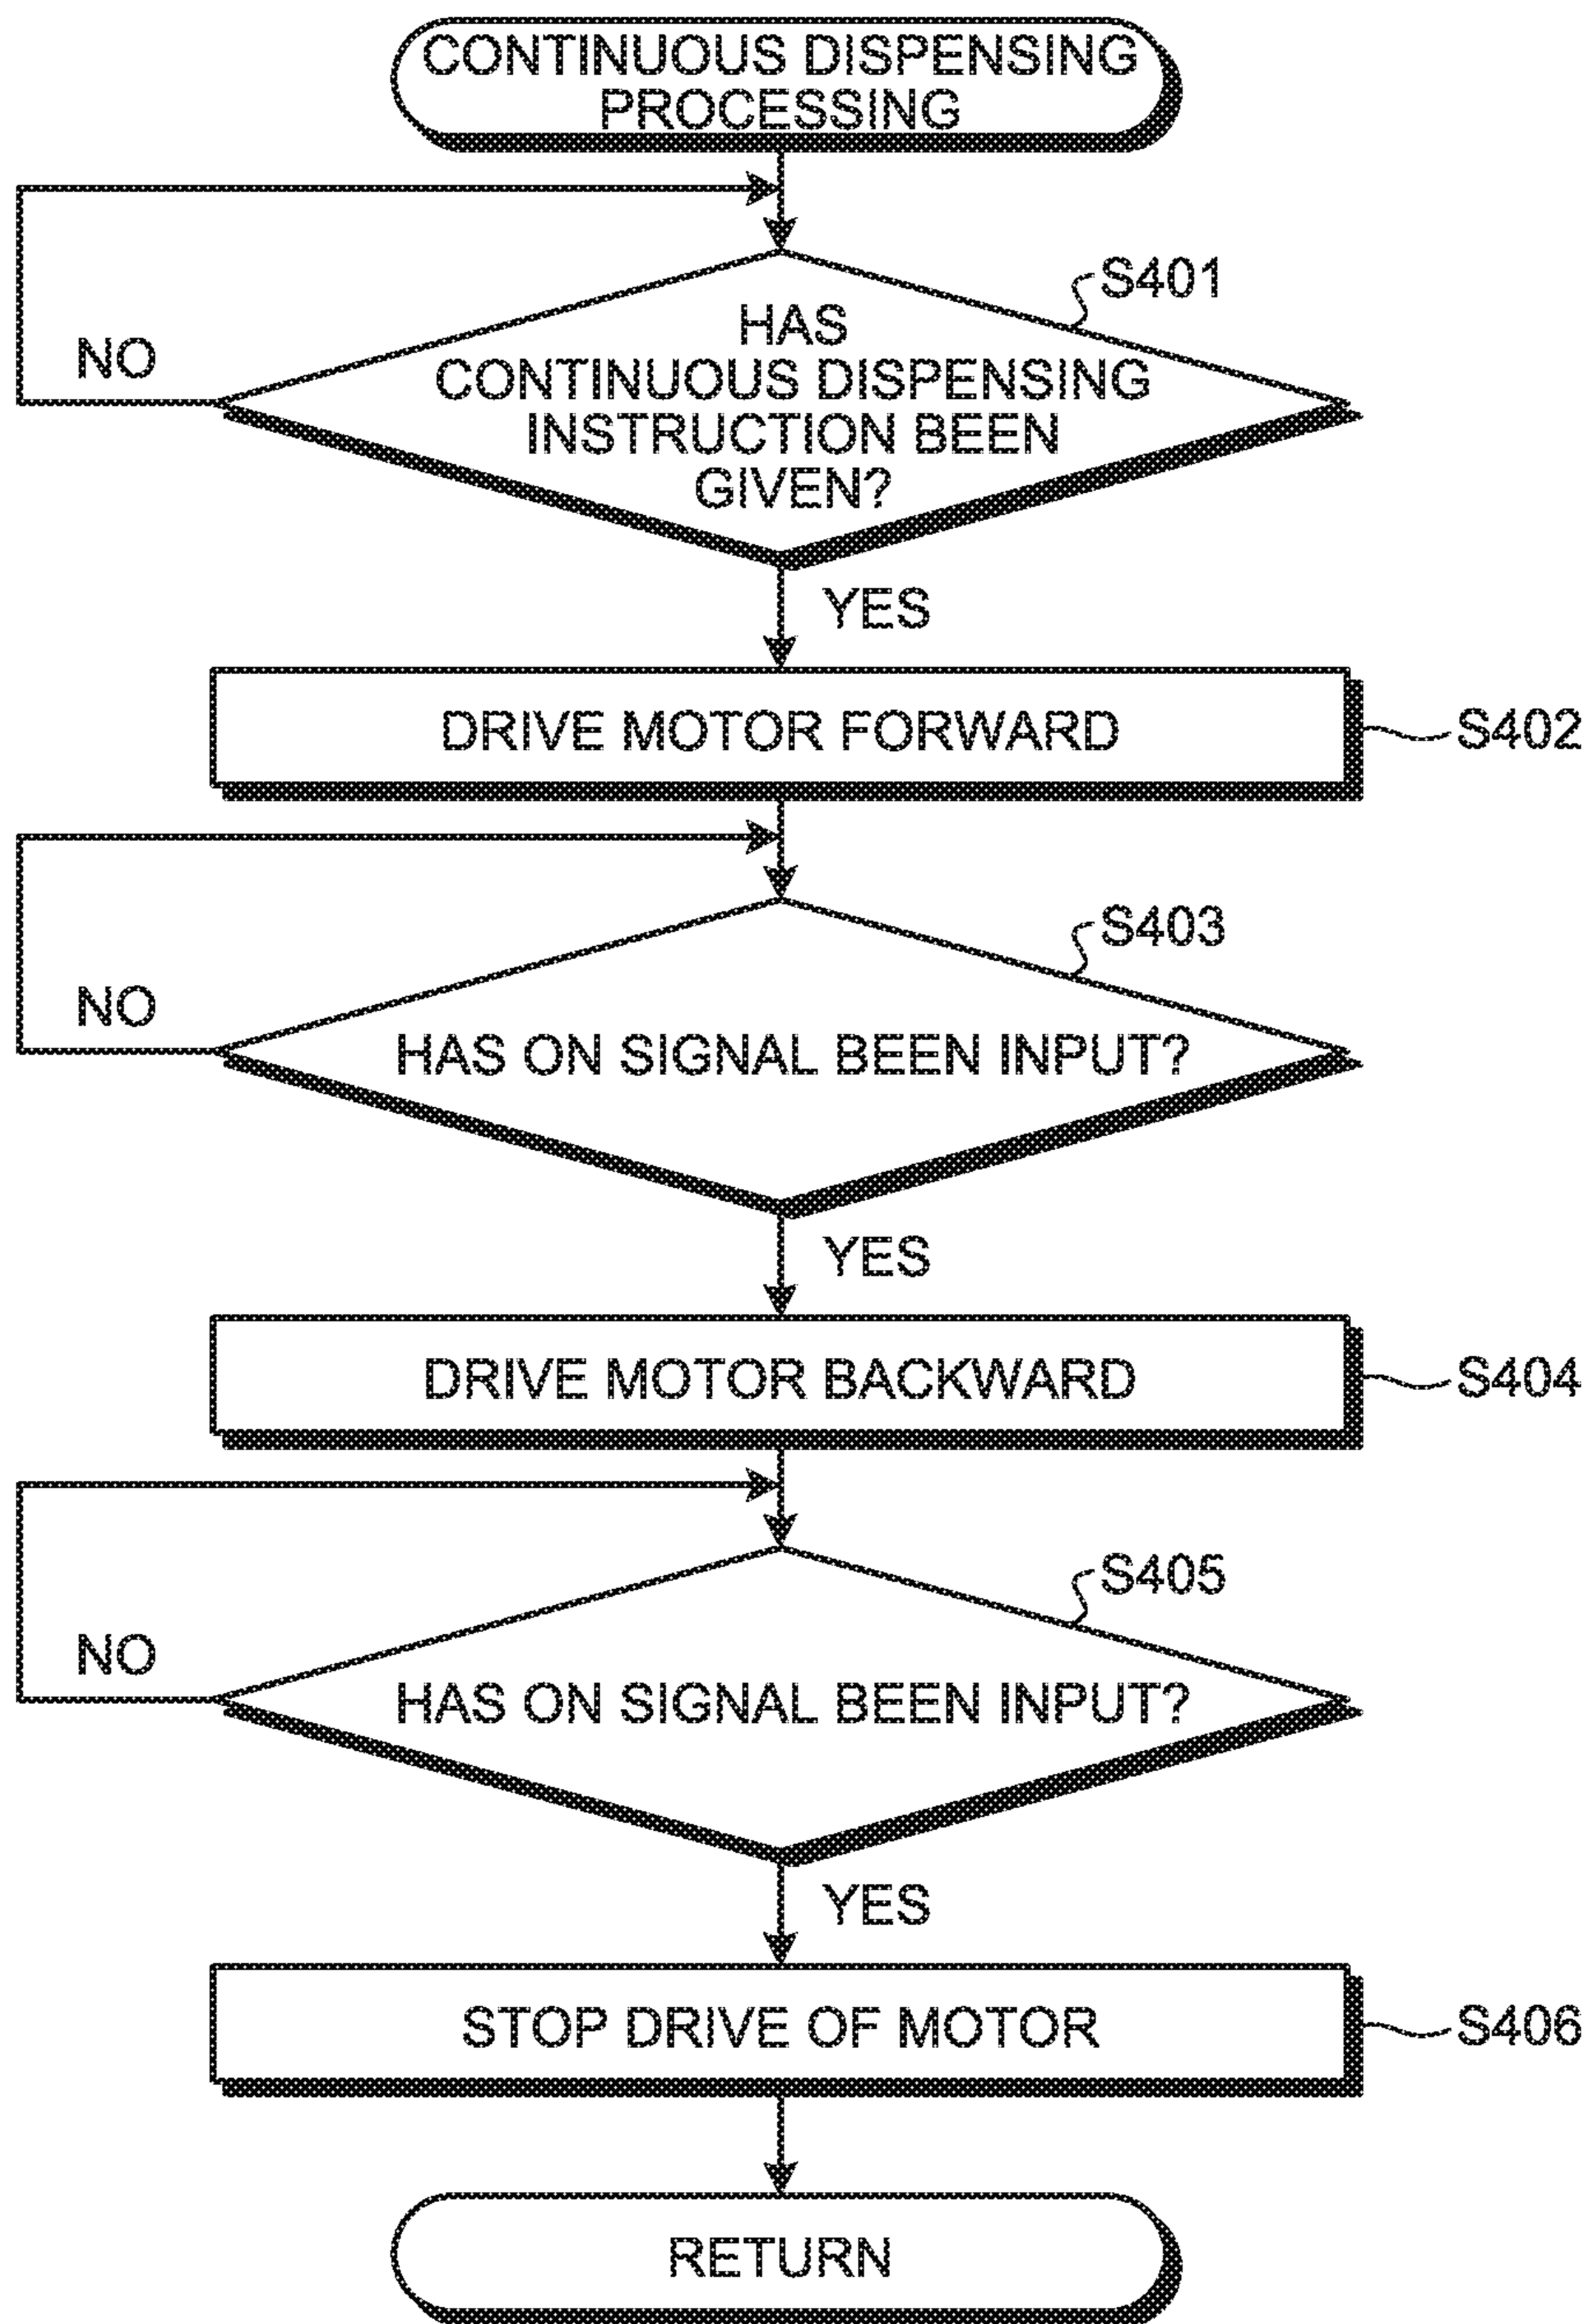 CONTINUOUS DISPENSING
PROCESSING
S401
HAS
CONTINUOUS DISPENSING
INSTRUCTION BEEN
GIVEN?
NO
YES
DRIVE MOTOR FORWARD
S402
S403
NO
HAS ON SIGNAL BEEN INPUT?
YES
DRIVE MOTOR BACKWARD
S404
S405
NO
HAS ON SIGNAL BEEN INPUT?
YES
STOP DRIVE OF MOTOR
S406
RETURN